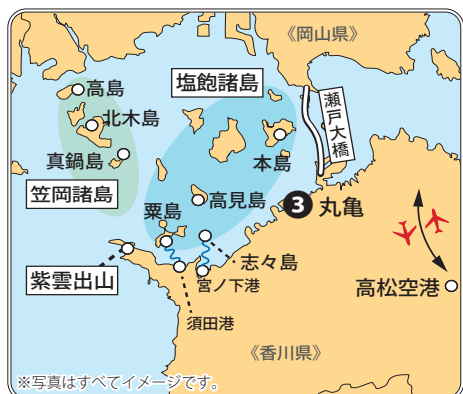 《岡山県》
塩飽諸島
高島
瀬戸大橋
北木島
本島
真鍋島
笠岡諸島
高見島
粟島
3 丸亀
志々島
紫雲出山
宮ノ下港
高松空港
須田港
《香川県》
※写真はすべてイメージです。